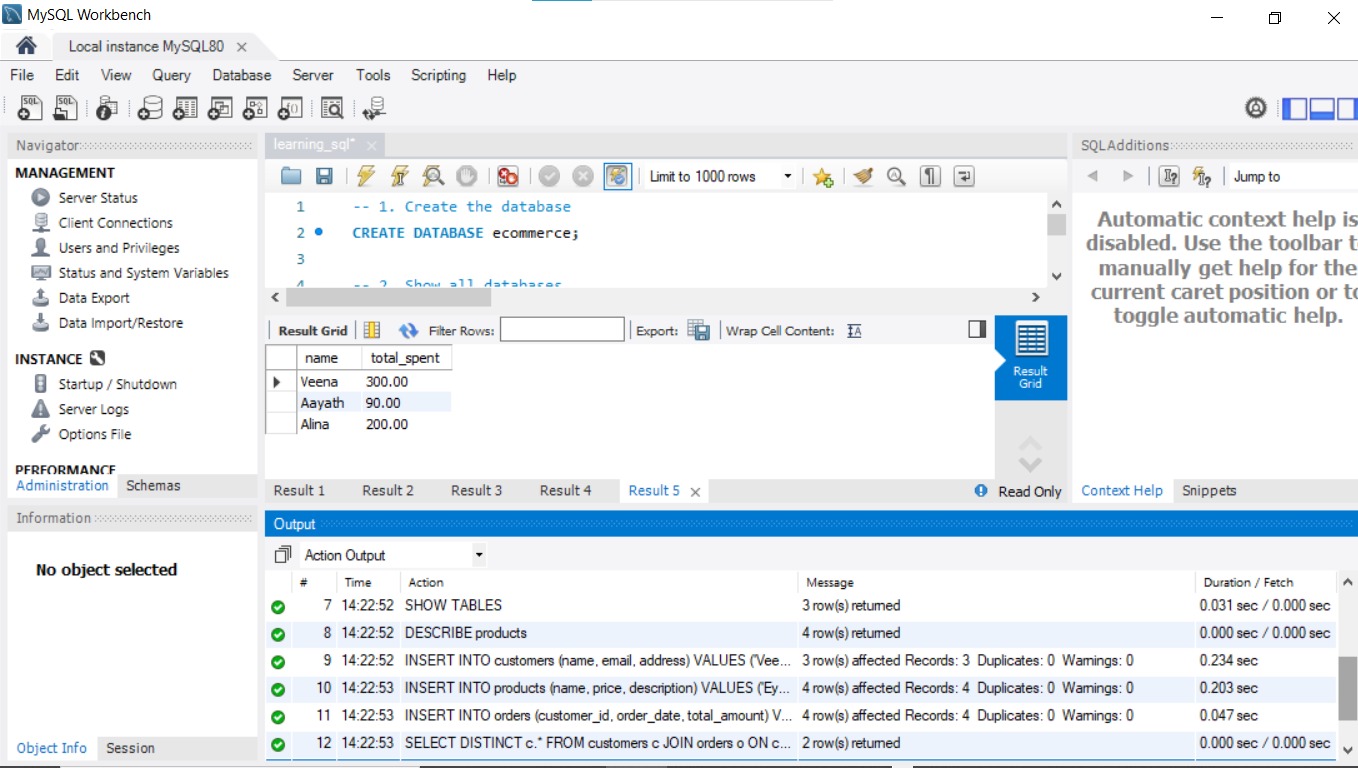 MySQL Workbench
Local instance MySQL80
File Edit View Query Database Server Tools Scripting Help
Navigator
MANAGEMENT
Server Status
Client Connections
Users and Privileges
Status and System Variables
Data Export
Data Import/Restore
INSTANCE
Startup / Shutdown
Server Logs
Options File
PERFORMANCE
Administration Schemas
Information
No object selected
Object Info Session
learning_sql*
Limit to 1000 rows
1 -- 1. Create the database
2 CREATE DATABASE ecommerce;
3
4 -- 2. Show all databases
Result Grid Filter Rows: Export: Wrap Cell Content:
name total_spent
Veena 300.00
Aayath 90.00
Alina 200.00
Result Grid
Result 1 Result 2 Result 3 Result 4 Result 5 Read Only
SQLAdditions
Jump to
Automatic context help is
disabled. Use the toolbar t
manually get help for the
current caret position or to
toggle automatic help.
Context Help Snippets
Output
Action Output
# Time Action Message Duration / Fetch
7 14:22:52 SHOW TABLES 3 row(s) returned 0.031 sec / 0.000 sec
8 14:22:52 DESCRIBE products 4 row(s) returned 0.000 sec / 0.000 sec
9 14:22:52 INSERT INTO customers (name, email, address) VALUES ('Vee... 3 row(s) affected Records: 3 Duplicates: 0 Warnings: 0 0.234 sec
10 14:22:53 INSERT INTO products (name, price, description) VALUES ('Ey... 4 row(s) affected Records: 4 Duplicates: 0 Warnings: 0 0.203 sec
11 14:22:53 INSERT INTO orders (customer_id, order_date, total_amount) V... 4 row(s) affected Records: 4 Duplicates: 0 Warnings: 0 0.047 sec
12 14:22:53 SELECT DISTINCT c.* FROM customers c JOIN orders o ON c... 2 row(s) returned 0.000 sec / 0.000 sec